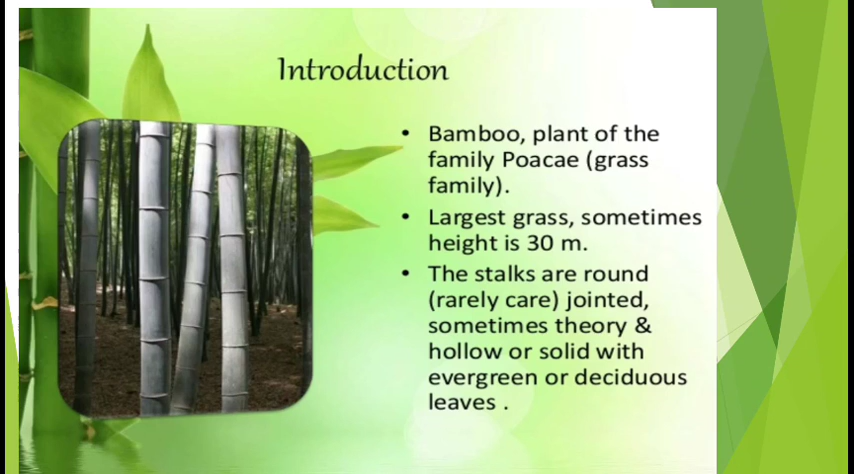 Introduction
• Bamboo, plant of the
family Poacae (grass
family).
• Largest grass, sometimes
height is 30 m.
• The stalks are round
(rarely care) jointed,
sometimes theory &
hollow or solid with
evergreen or deciduous
leaves .